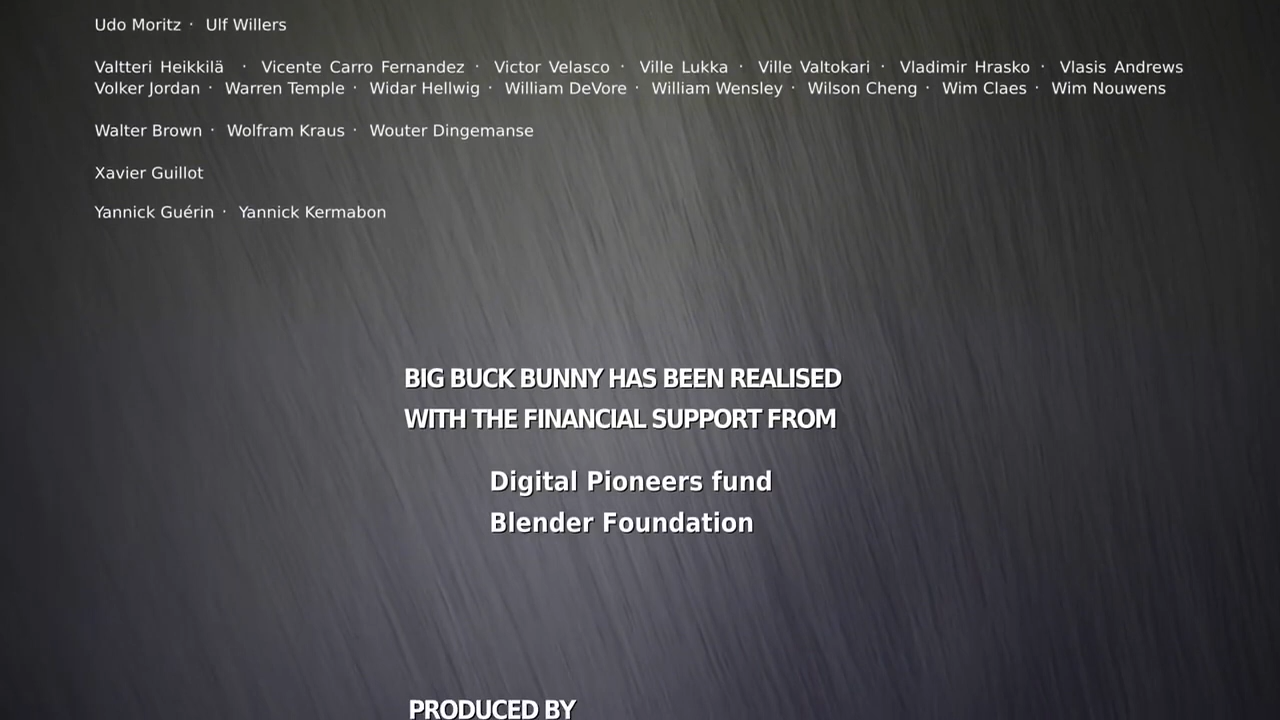 Udo Moritz · Ulf Willers
Valtteri Heikkilä · Vicente Carro Fernandez · Victor Velasco · Ville Lukka · Ville Valtokari · Vladimir Hrasko · Vlasis Andrews
Volker Jordan · Warren Temple · Widar Hellwig · William DeVore · William Wensley · Wilson Cheng · Wim Claes · Wim Nouwens
Walter Brown · Wolfram Kraus · Wouter Dingemanse
Xavier Guillot
Yannick Guérin · Yannick Kermabon
BIG BUCK BUNNY HAS BEEN REALISED
WITH THE FINANCIAL SUPPORT FROM
Digital Pioneers fund
Blender Foundation
PRODUCED BY